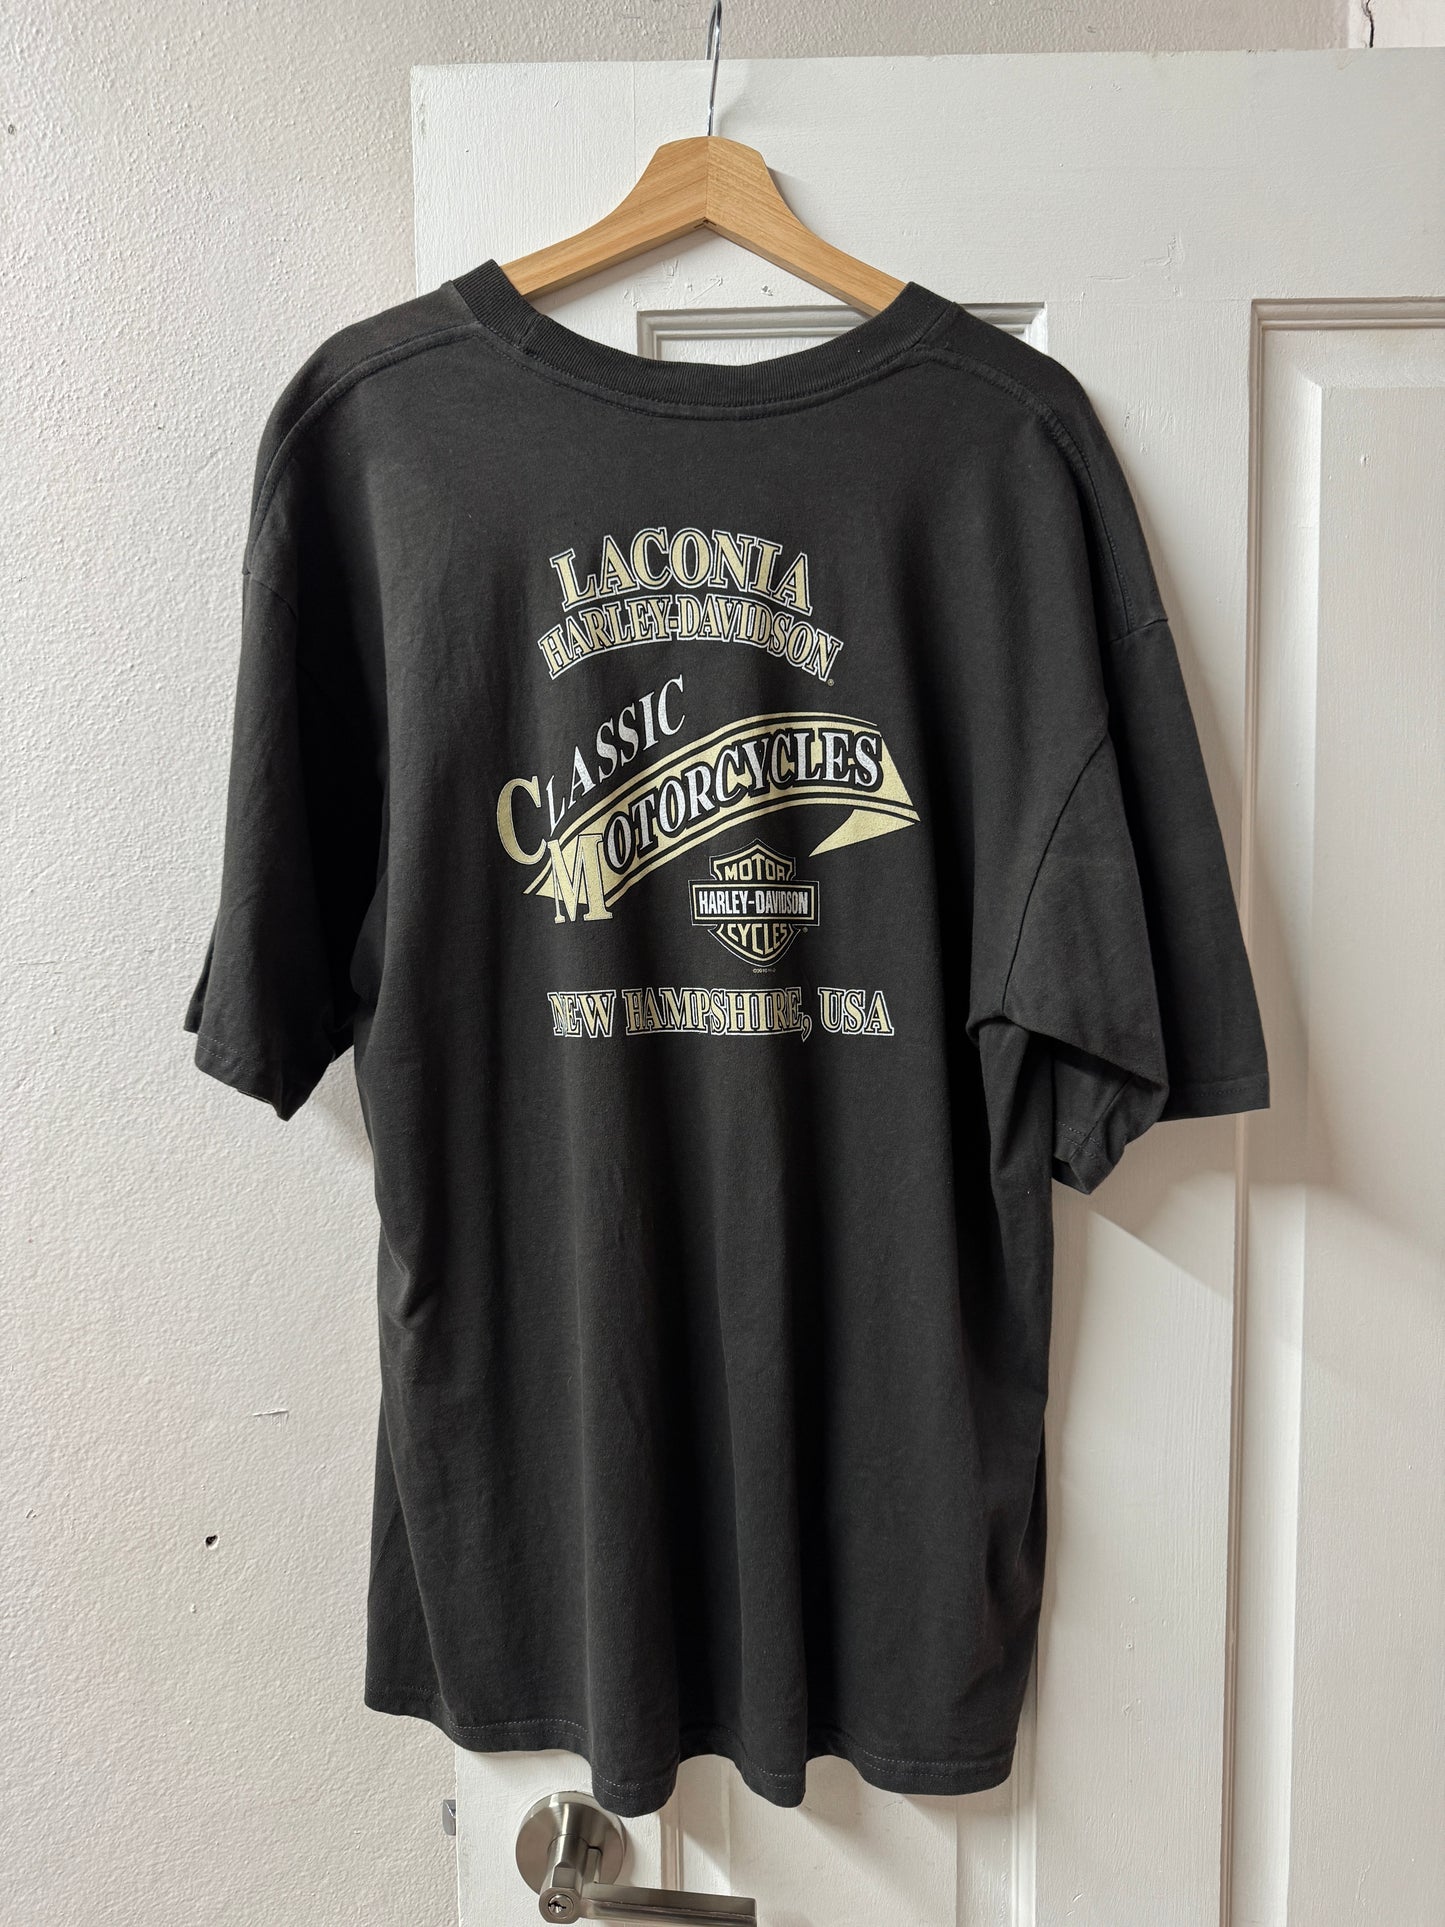 LACONIA
HARLEY-DAVIDSON®
CLASSIC
MOTORCYCLES
MOTOR
HARLEY-DAVIDSON
CYCLES®
NEW HAMPSHIRE, USA